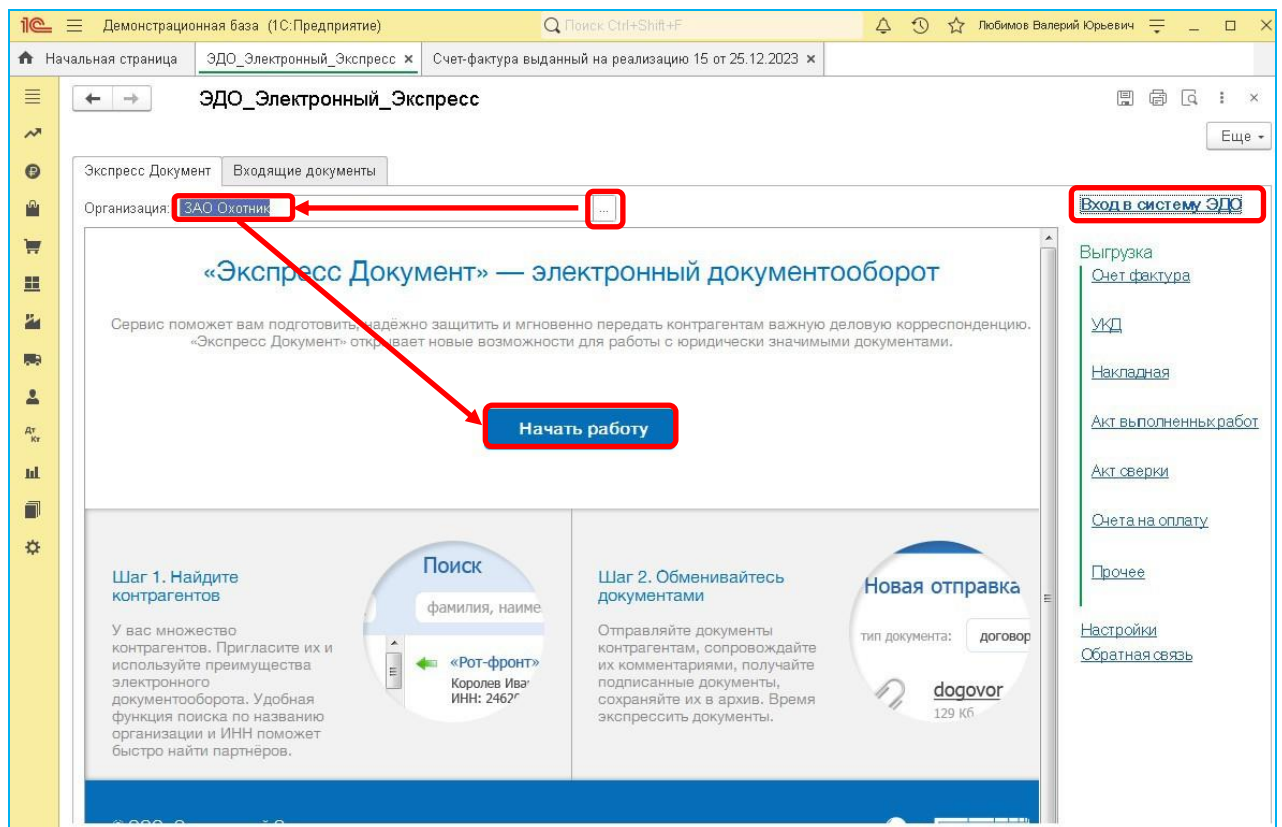 1С Демонстрационная база (1С:Предприятие) Поиск Ctrl+Shift+F Любимов Валерий Юрьевич
Начальная страница ЭДО_Электронный_Экспресс × Счет-фактура выданный на реализацию 15 от 25.12.2023 ×
ЭДО_Электронный_Экспресс
Еще
Экспресс Документ Входящие документы
Организация: ЗАО Охотник ... Вход в систему ЭДО
«Экспресс Документ» — электронный документооборот
Сервис поможет вам подготовить, надёжно защитить и мгновенно передать контрагентам важную деловую корреспонденцию.
«Экспресс Документ» открывает новые возможности для работы с юридически значимыми документами.
Начать работу
Шаг 1. Найдите
контрагентов
У вас множество
контрагентов. Пригласите их и
используйте преимущества
электронного
документооборота. Удобная
функция поиска по названию
организации и ИНН поможет
быстро найти партнёров.
Поиск
фамилия, наиме
«Рот-фронт»
Королев Ива
ИНН: 2462
Шаг 2. Обменивайтесь
документами
Отправляйте документы
контрагентам, сопровождайте
их комментариями, получайте
подписанные документы,
сохраняйте их в архив. Время
экспрессить документы.
Новая отправка
тип документа: договор
dogovor
129 Кб
Выгрузка
Счет фактура
УКД
Накладная
Акт выполненных работ
Акт сверки
Счета на оплату
Прочее
Настройки
Обратная связь
Дт
Кт